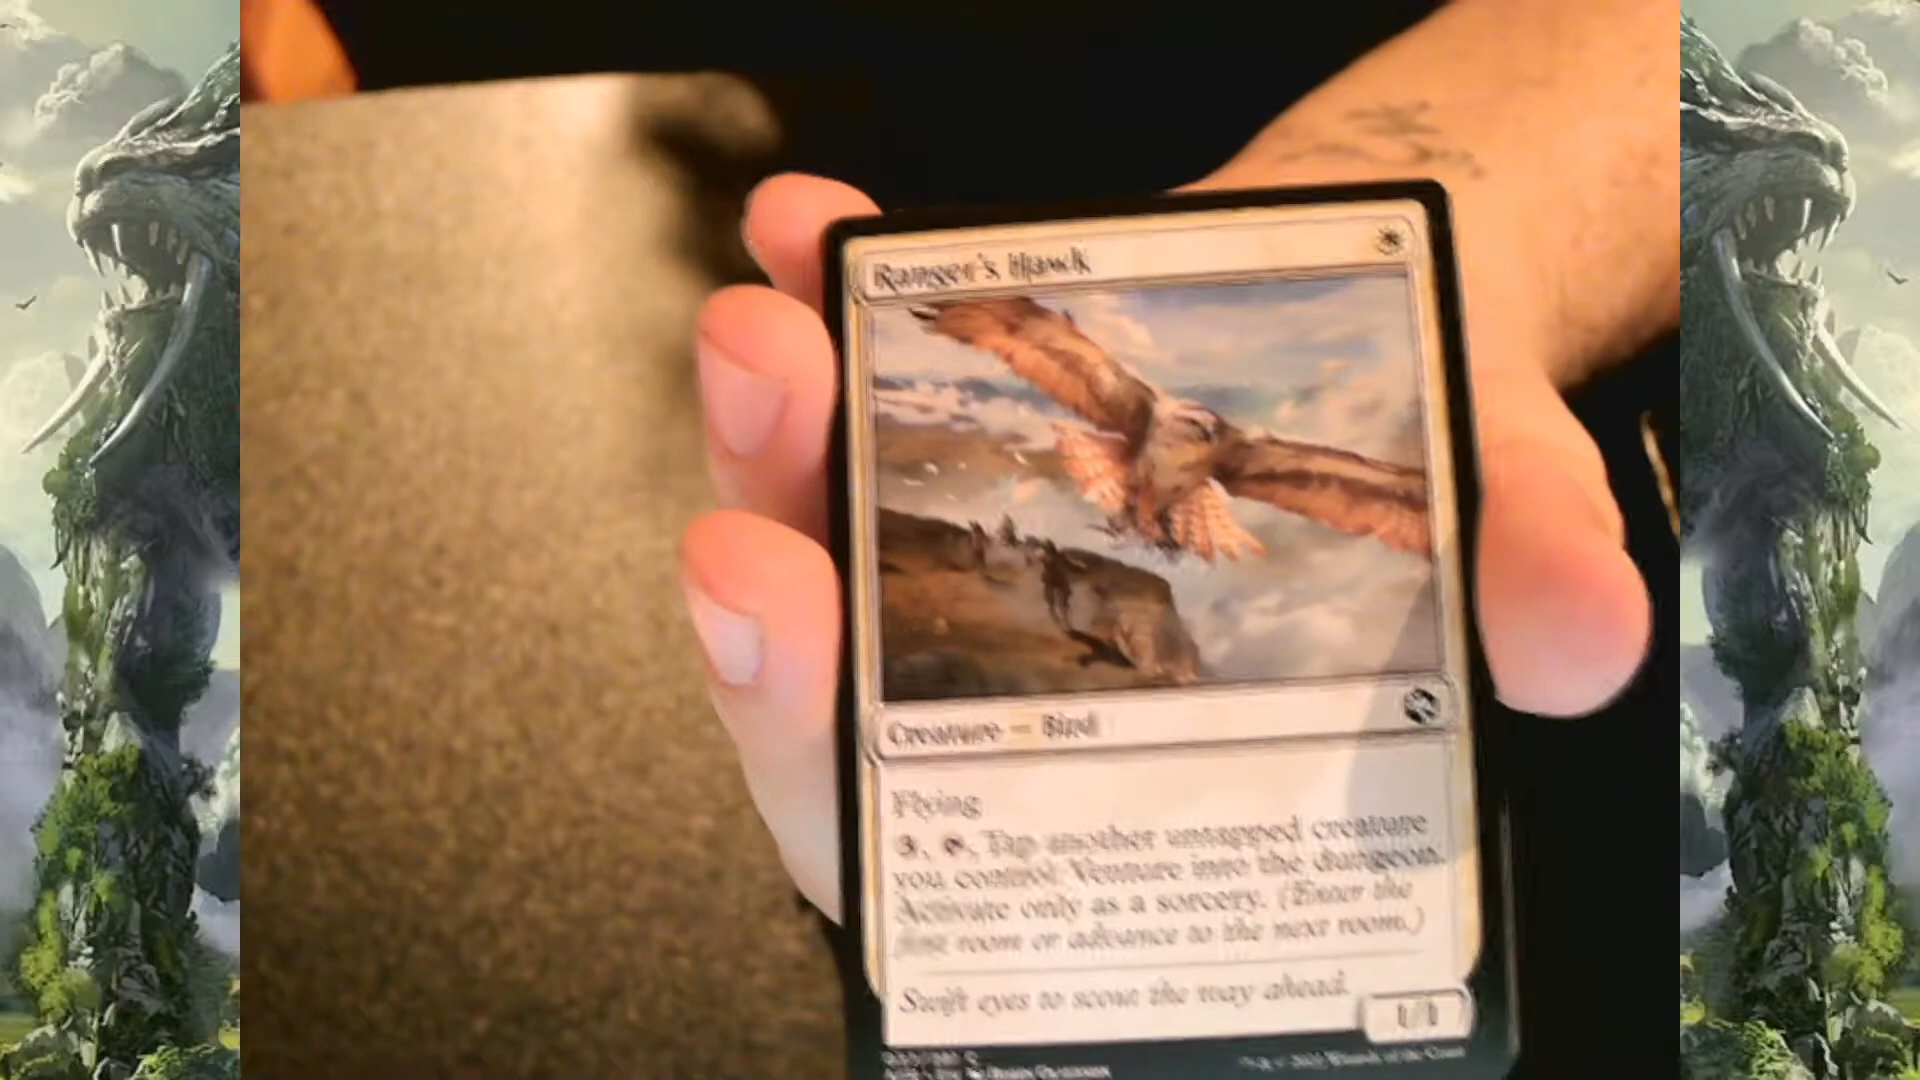 Ranger's Hawk
Creature — Bird
Flying
3, T, Tap another untapped creature
you control: Venture into the dungeon.
Activate only as a sorcery. (Enter the
first room or advance to the next room.)
Swift eyes to scout the way ahead.
1/1